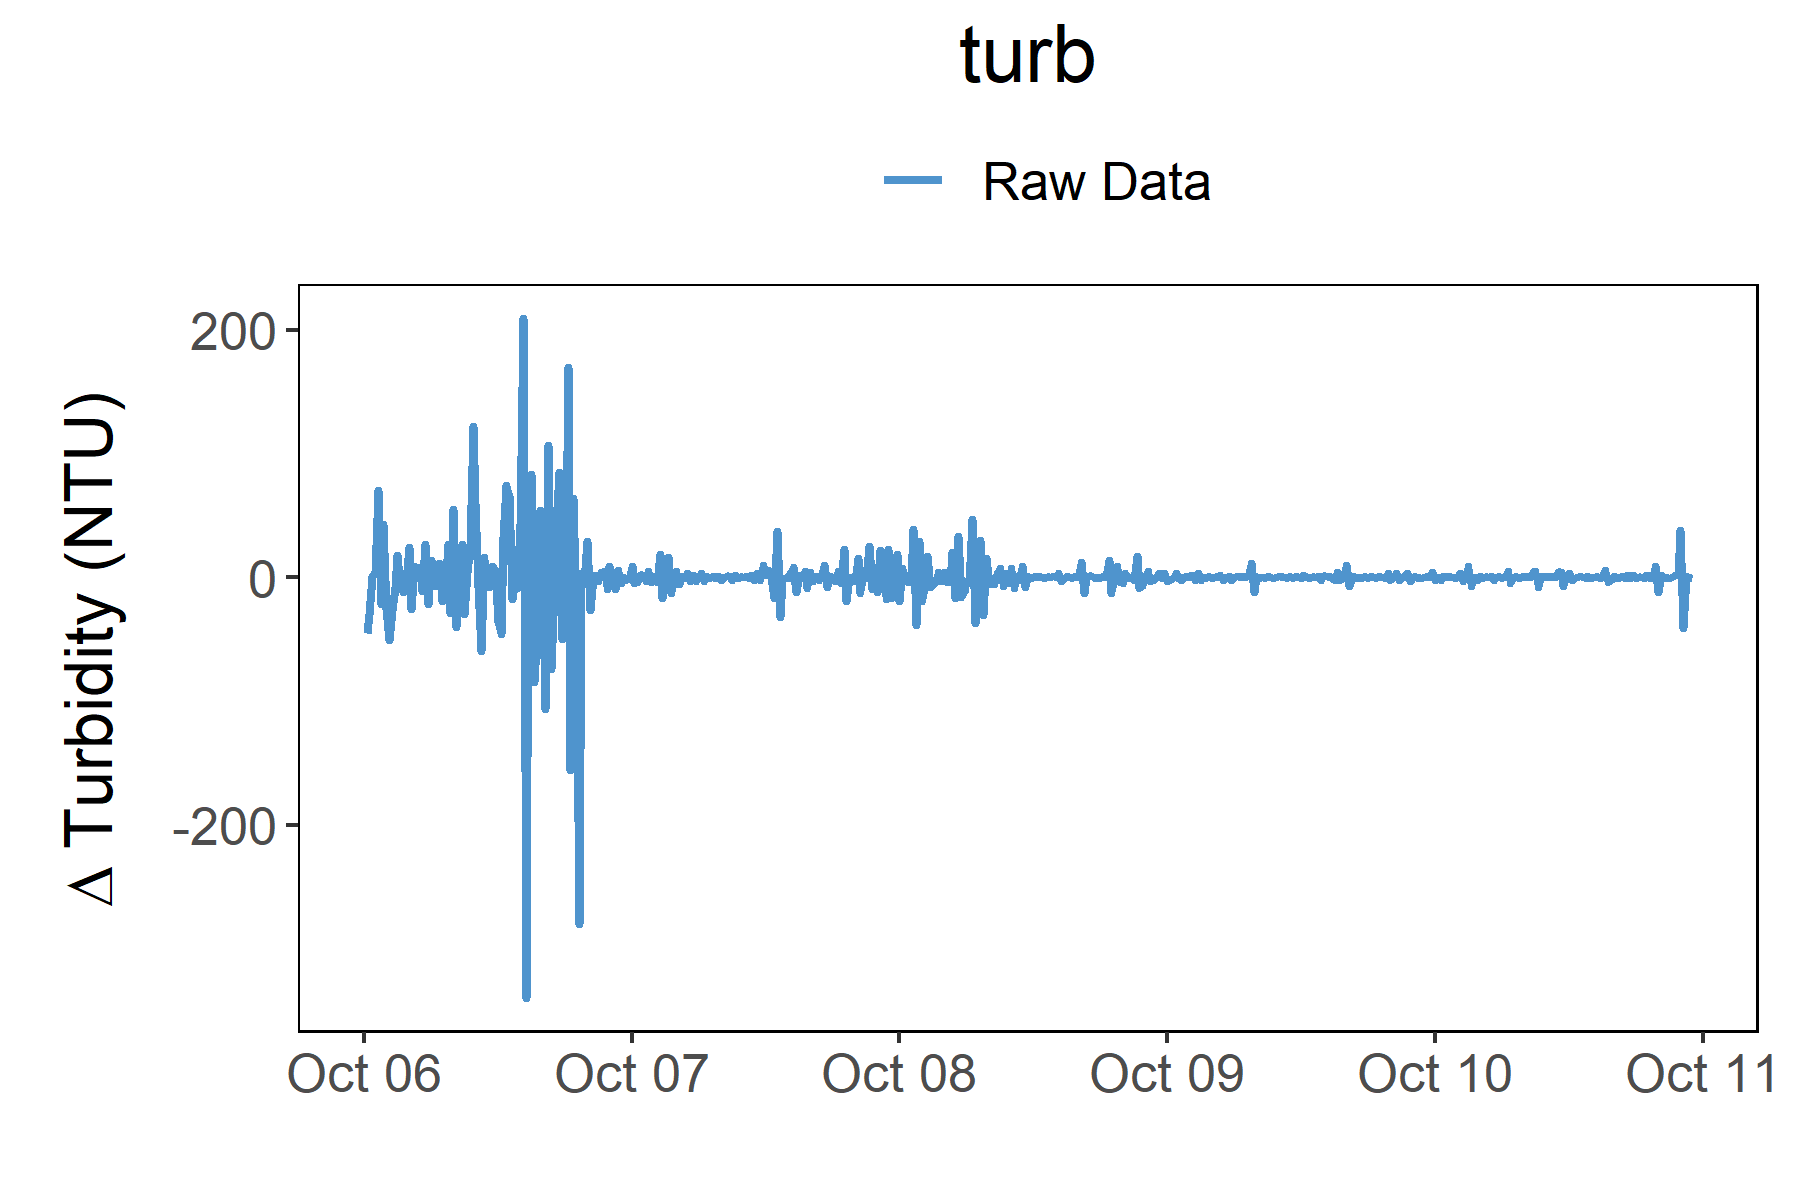 turb
Raw Data
Δ Turbidity (NTU)
200
0
-200
Oct 06
Oct 07
Oct 08
Oct 09
Oct 10
Oct 11